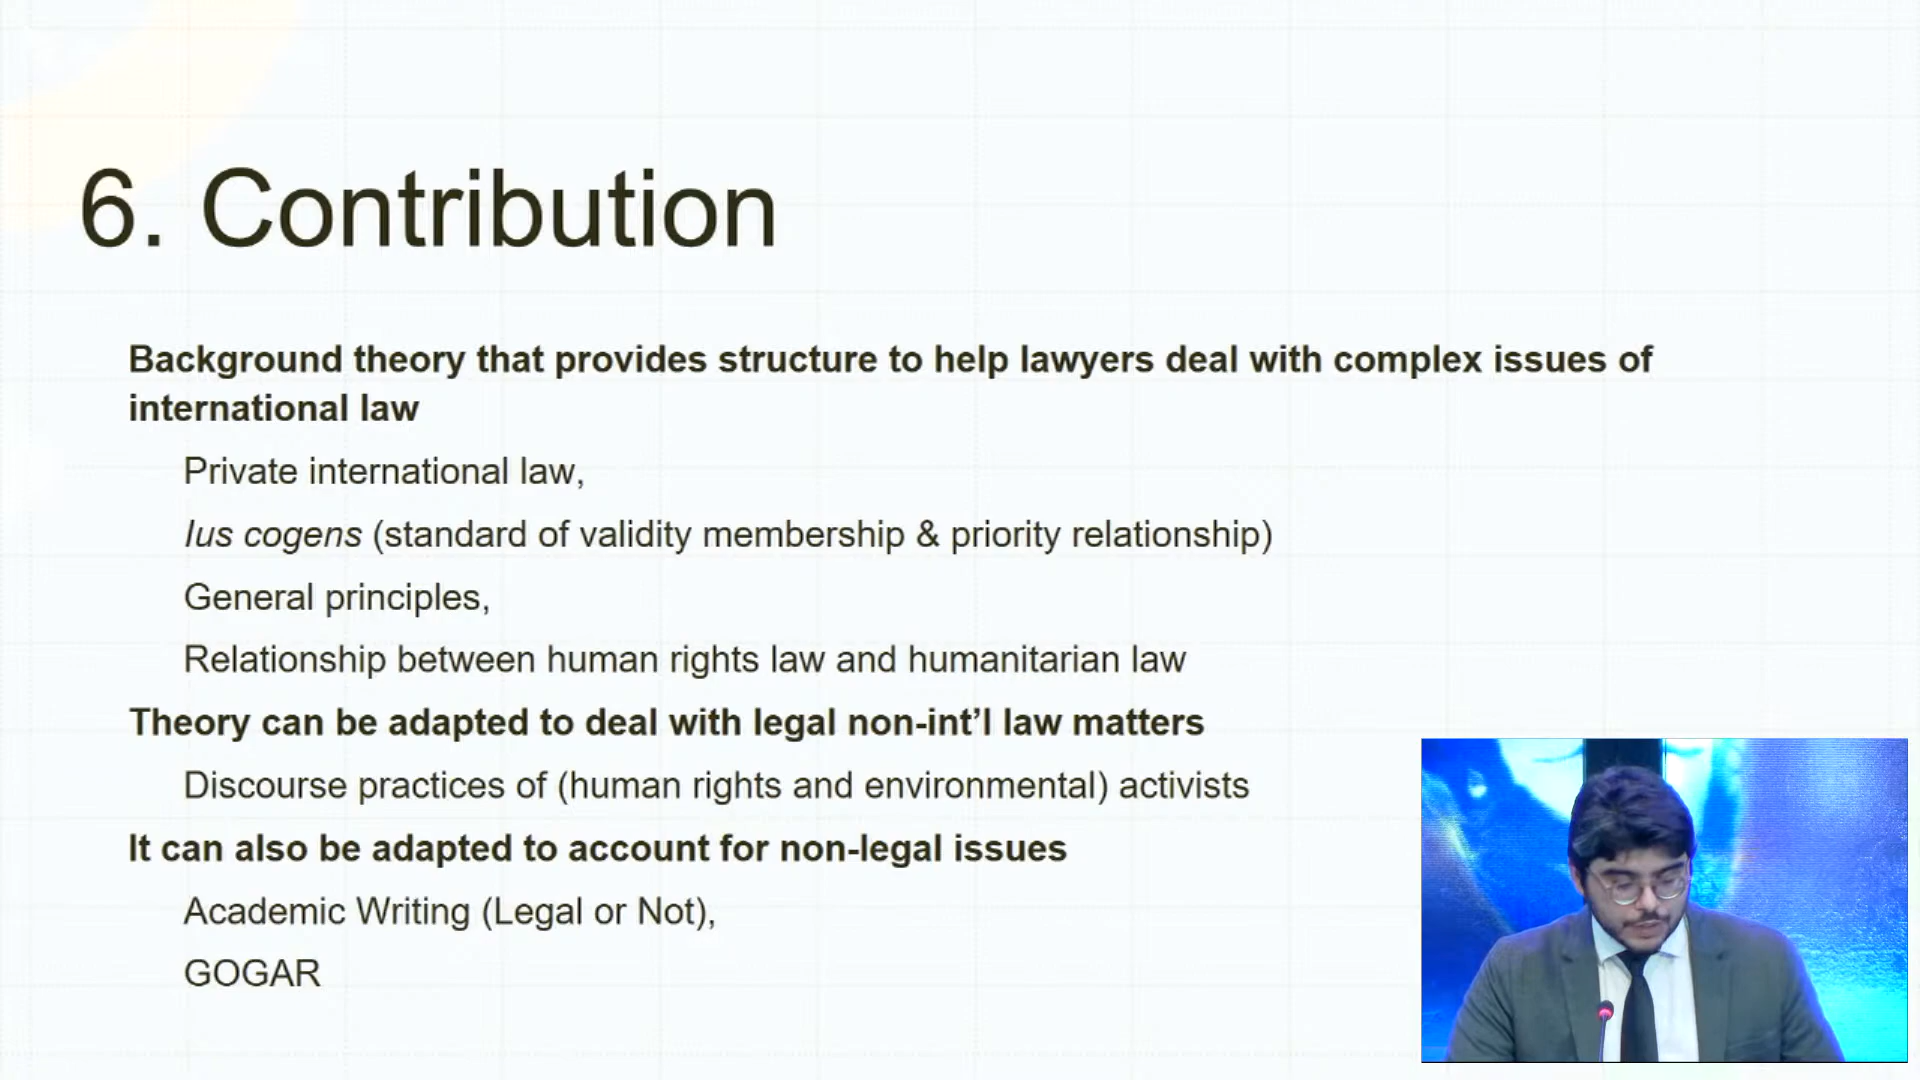 6. Contribution
Background theory that provides structure to help lawyers deal with complex issues of
international law
Private international law,
Ius cogens (standard of validity membership & priority relationship)
General principles,
Relationship between human rights law and humanitarian law
Theory can be adapted to deal with legal non-int’l law matters
Discourse practices of (human rights and environmental) activists
It can also be adapted to account for non-legal issues
Academic Writing (Legal or Not),
GOGAR